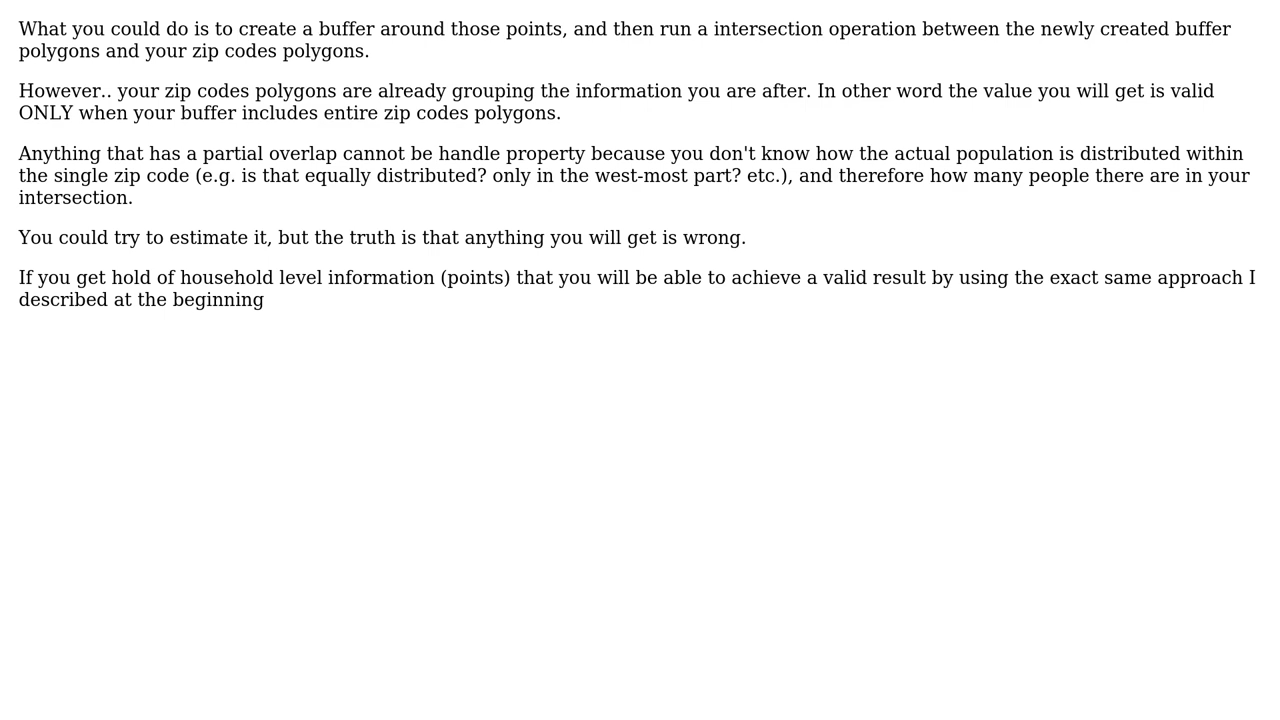 What you could do is to create a buffer around those points, and then run a intersection operation between the newly created buffer
polygons and your zip codes polygons.
However.. your zip codes polygons are already grouping the information you are after. In other word the value you will get is valid
ONLY when your buffer includes entire zip codes polygons.
Anything that has a partial overlap cannot be handle property because you don't know how the actual population is distributed within
the single zip code (e.g. is that equally distributed? only in the west-most part? etc.), and therefore how many people there are in your
intersection.
You could try to estimate it, but the truth is that anything you will get is wrong.
If you get hold of household level information (points) that you will be able to achieve a valid result by using the exact same approach I
described at the beginning